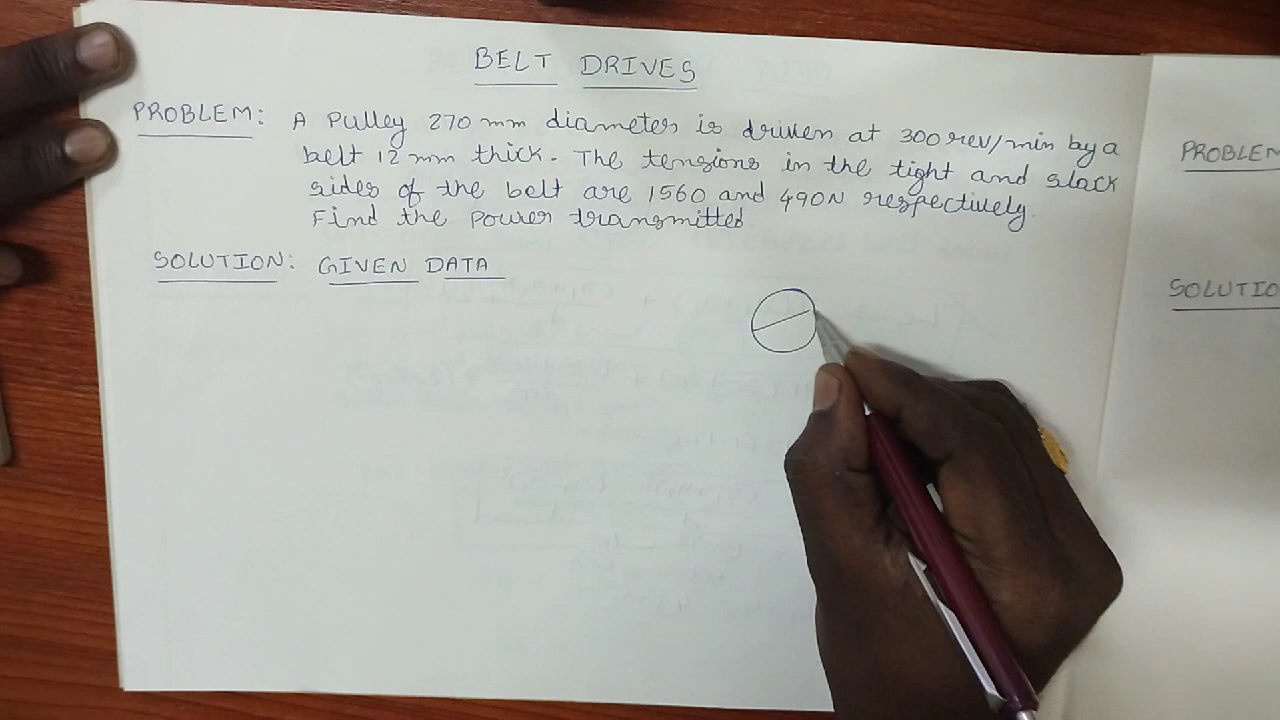 BELT DRIVES
PROBLEM: A Pulley 270 mm diameter is driven at 300 rev/min by a
belt 12 mm thick. The tensions in the tight and slack
sides of the belt are 1560 and 490N respectively.
Find the power transmitted
SOLUTION: GIVEN DATA
PROBLEM
SOLUTIO